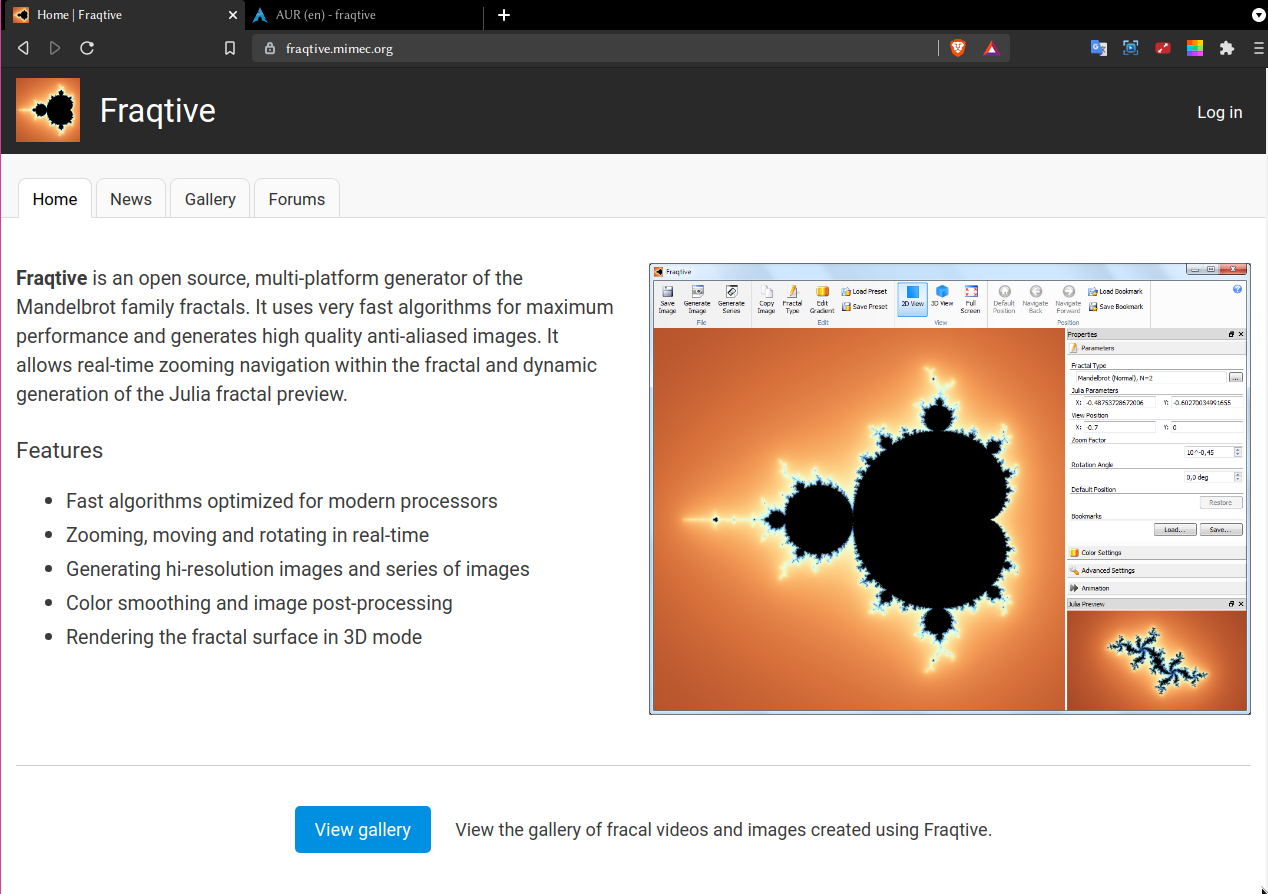 Home | Fraqtive
AUR (en) - fraqtive
fraqtive.mimec.org
Fraqtive
Log in
Home
News
Gallery
Forums
Fraqtive is an open source, multi-platform generator of the
Mandelbrot family fractals. It uses very fast algorithms for maximum
performance and generates high quality anti-aliased images. It
allows real-time zooming navigation within the fractal and dynamic
generation of the Julia fractal preview.
Features
• Fast algorithms optimized for modern processors
• Zooming, moving and rotating in real-time
• Generating hi-resolution images and series of images
• Color smoothing and image post-processing
• Rendering the fractal surface in 3D mode
Fraqtive
Save Image
Generate Image
Generate Series
File
Copy Image
Fractal Type
Edit Gradient
Load Preset
Save Preset
Edit
2D View
3D View
Full Screen
View
Default Position
Navigate Back
Navigate Forward
Load Bookmark
Save Bookmark
Position
Properties
Parameters
Fractal Type
Mandelbrot (Normal), N=2
...
Julia Parameters
X: -0.48753728672006 Y: -0.60270034991655
View Position
X: -0.7 Y: 0
Zoom Factor
10^-0,45
Rotation Angle
0,0 deg
Default Position
Restore
Bookmarks
Load... Save...
Color Settings
Advanced Settings
Animation
Julia Preview
View gallery
View the gallery of fracal videos and images created using Fraqtive.